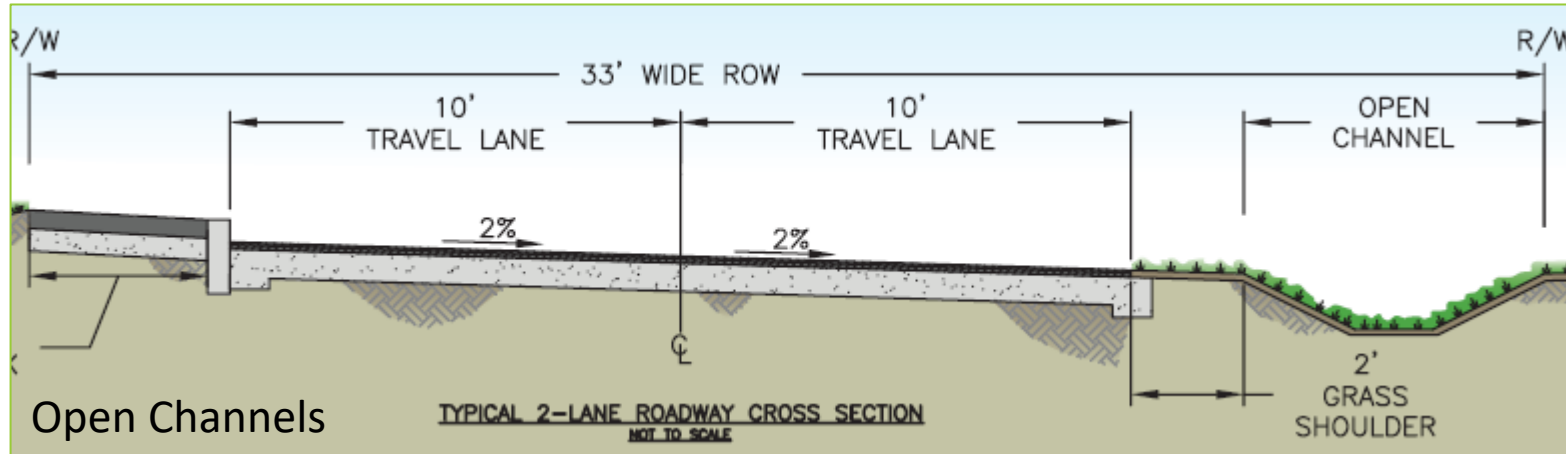 R/W
R/W
33' WIDE ROW
10'
TRAVEL LANE
10'
TRAVEL LANE
OPEN
CHANNEL
2%
2%
℄
2'
GRASS
SHOULDER
Open Channels
TYPICAL 2-LANE ROADWAY CROSS SECTION
NOT TO SCALE